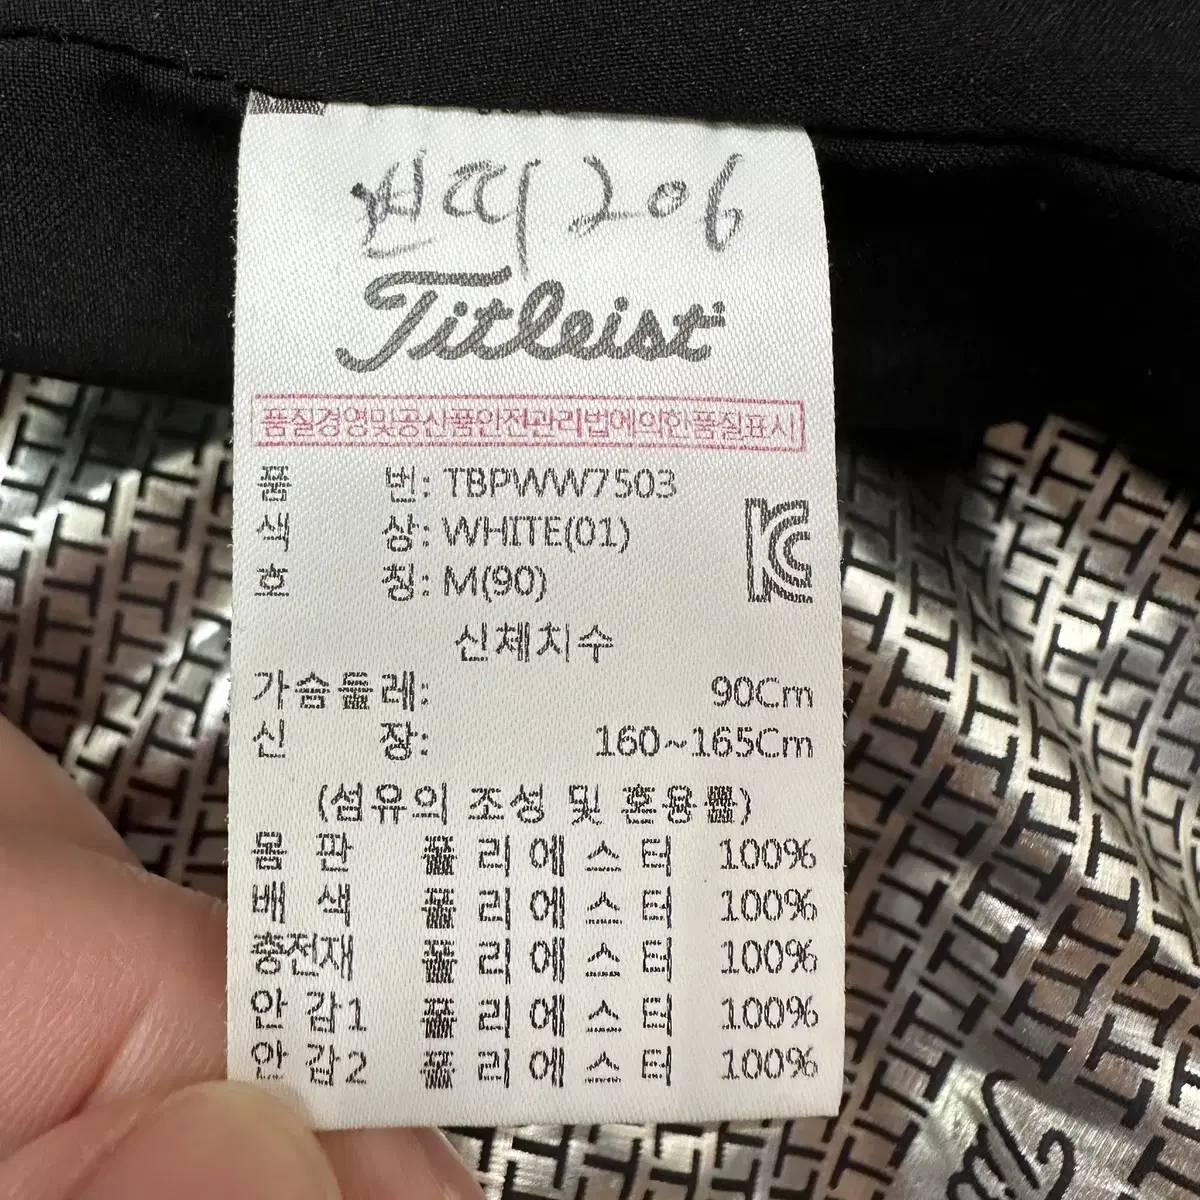 206
Titleist
품질경영및공산품안전관리법에의한품질표시
품 번: TBPWW7503
색 상: WHITE(01)
호 칭: M(90)
신체치수
가슴둘레: 90Cm
신 장: 160~165Cm
(섬유의 조성 및 혼용률)
몸 판 폴리에스터 100%
배 색 폴리에스터 100%
충전재 폴리에스터 100%
안 감1 폴리에스터 100%
안 감2 폴리에스터 100%